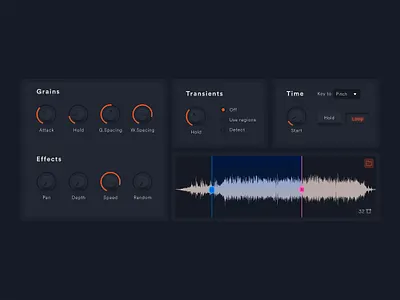 Grains
Attack
Hold
G.Spacing
W.Spacing
Effects
Pan
Depth
Speed
Random
Transients
Hold
Off
Use regions
Detect
Time
Key to
Pitch
Start
Hold
Loop